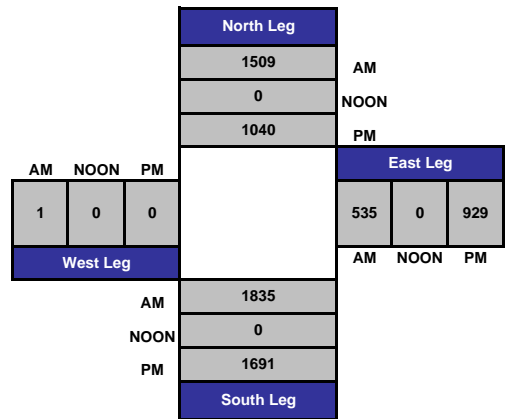 North Leg
1509 AM
0 NOON
1040 PM
East Leg
AM NOON PM
1 0 0
535 0 929
West Leg
AM NOON PM
AM 1835
NOON 0
PM 1691
South Leg